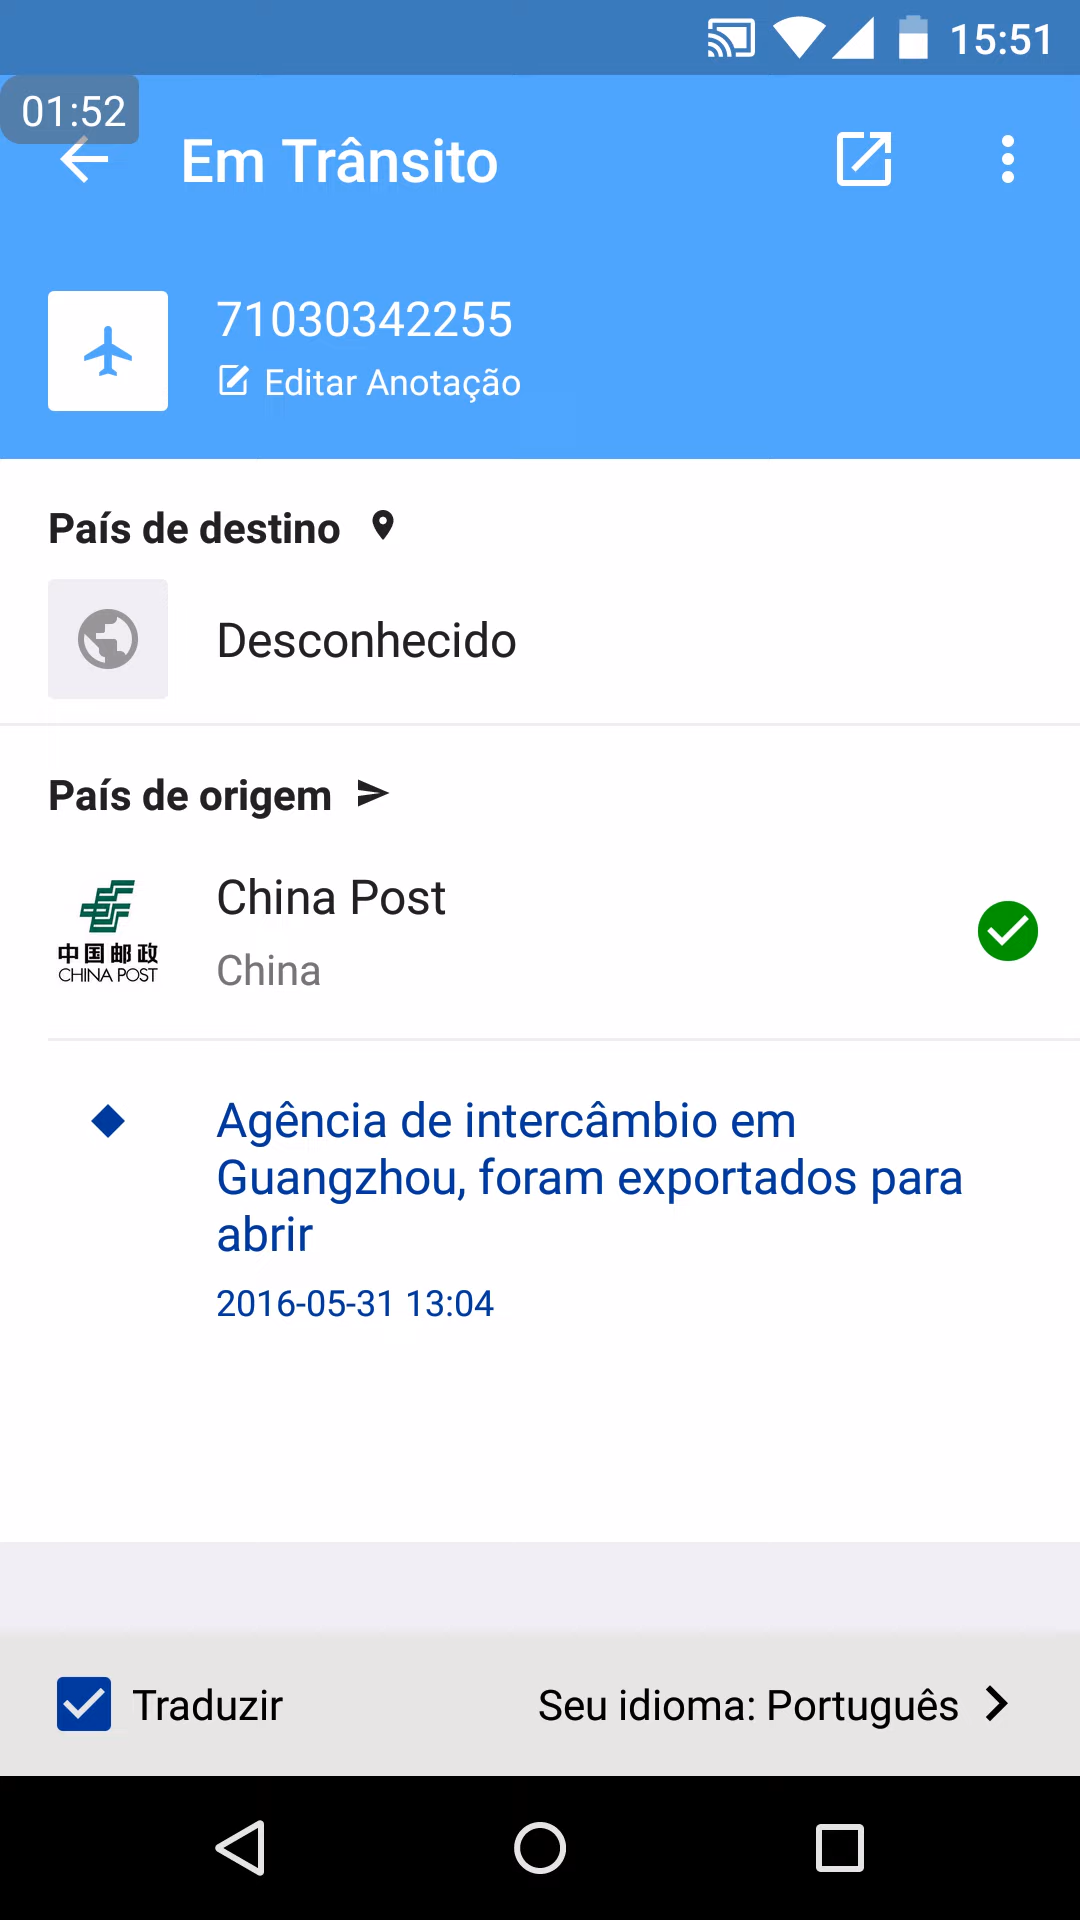 15:51
01:52
Em Trânsito
71030342255
Editar Anotação
País de destino
Desconhecido
País de origem
China Post
中国邮政
CHINA POST
China
Agência de intercâmbio em
Guangzhou, foram exportados para
abrir
2016-05-31 13:04
Traduzir
Seu idioma: Português